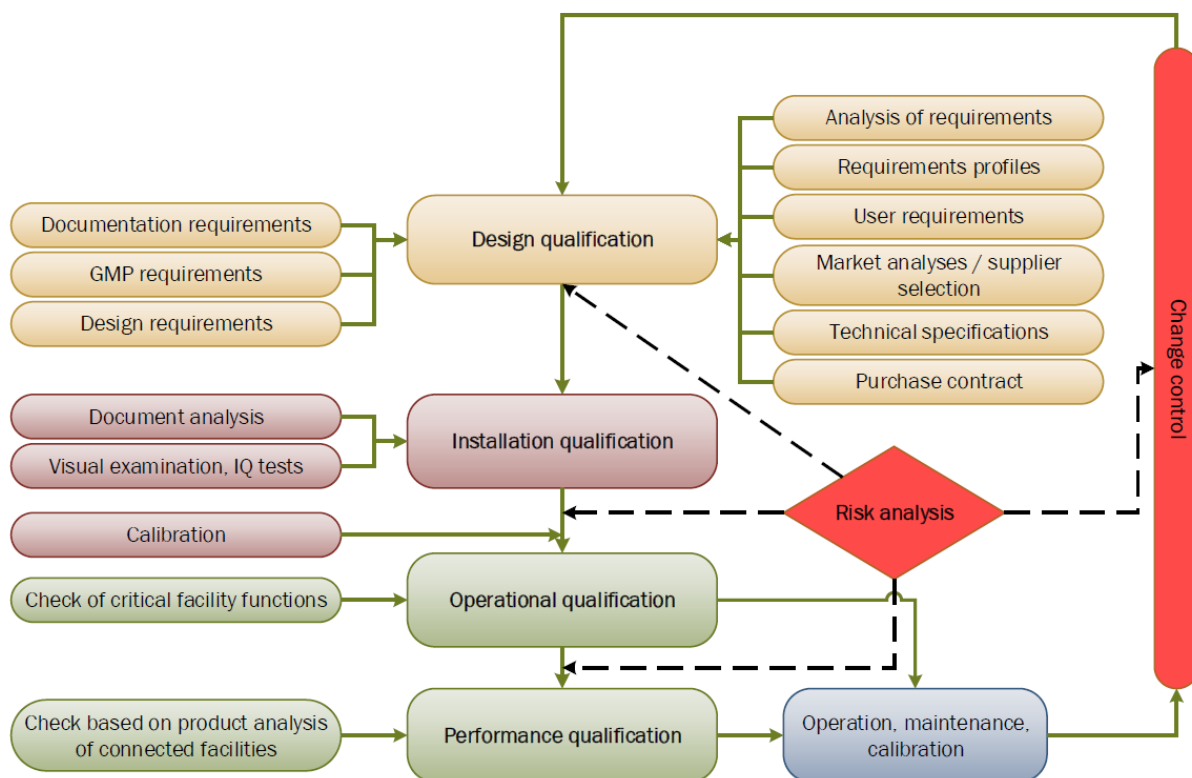 Analysis of requirements
Requirements profiles
User requirements
Market analyses / supplier
selection
Technical specifications
Purchase contract
Documentation requirements
GMP requirements
Design requirements
Design qualification
Document analysis
Visual examination, IQ tests
Installation qualification
Calibration
Risk analysis
Change control
Check of critical facility functions
Operational qualification
Check based on product analysis
of connected facilities
Performance qualification
Operation, maintenance,
calibration